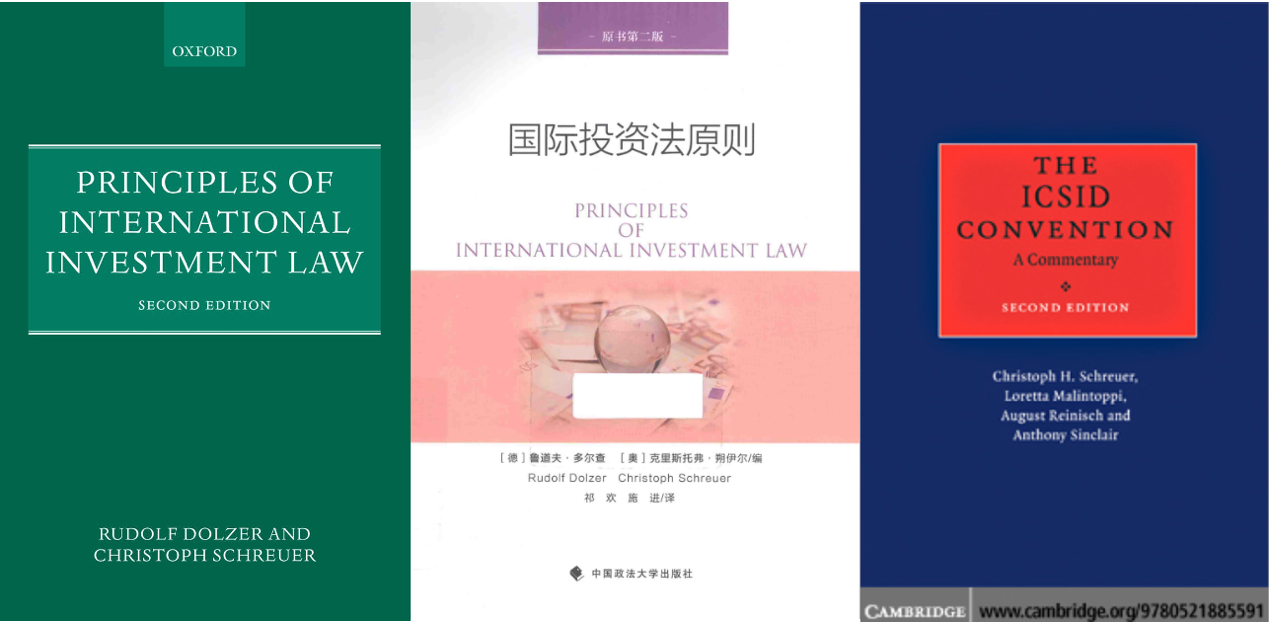 OXFORD
PRINCIPLES OF
INTERNATIONAL
INVESTMENT LAW
SECOND EDITION
RUDOLF DOLZER AND
CHRISTOPH SCHREUER
- 原书第二版 -
国际投资法原则
PRINCIPLES
OF
INTERNATIONAL INVESTMENT LAW
[德]鲁道夫·多尔查 [奥]克里斯托弗·朔伊尔/编
Rudolf Dolzer Christoph Schreuer
祁 欢 施 进/译
中国政法大学出版社
THE
ICSID
CONVENTION
A Commentary
SECOND EDITION
Christoph H. Schreuer,
Loretta Malintoppi,
August Reinisch and
Anthony Sinclair
CAMBRIDGE www.cambridge.org/9780521885591